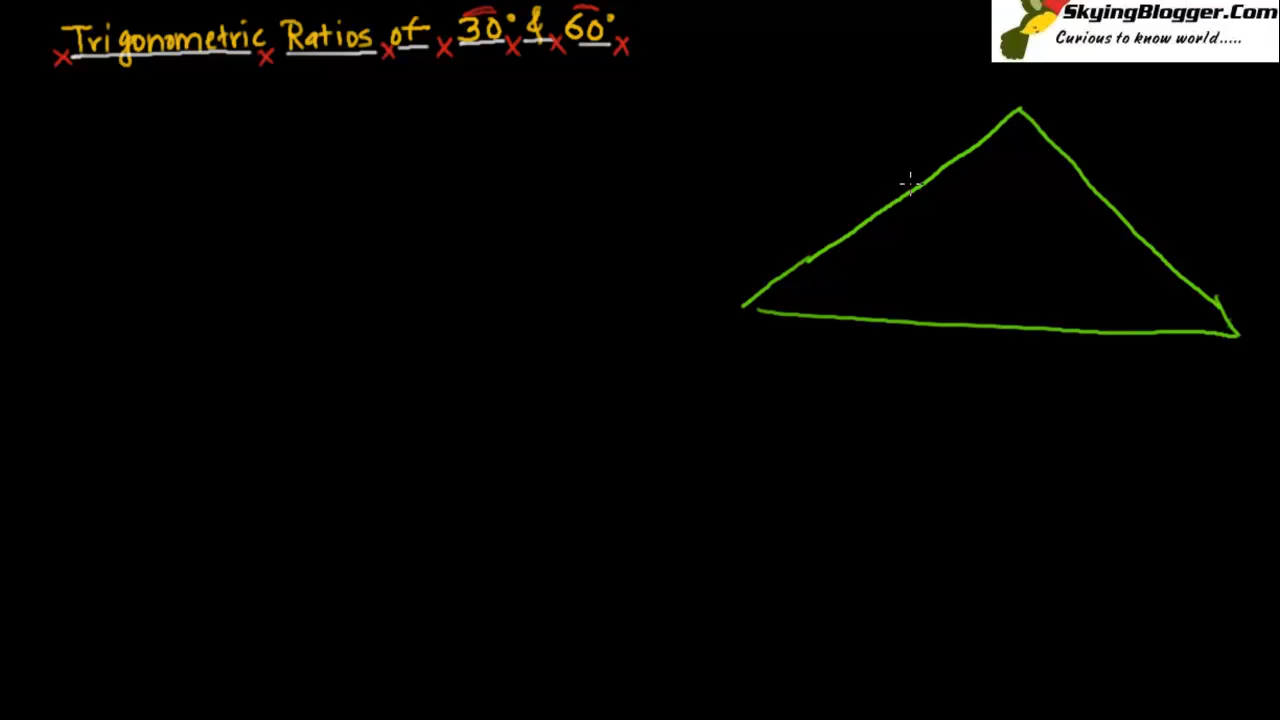 Trigonometric Ratios of 30° & 60°
SkyingBlogger.Com
Curious to know world.....